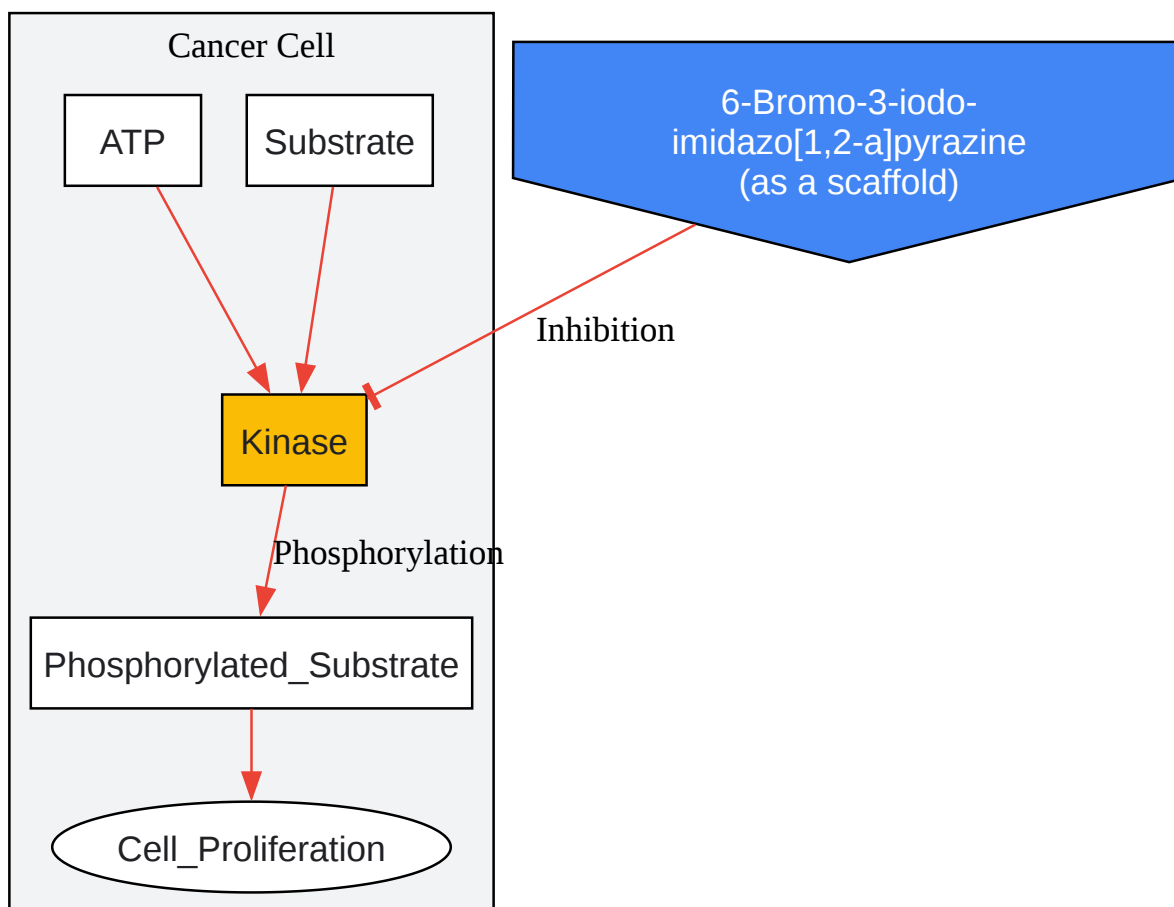 Cancer Cell
ATP
Substrate
6-Bromo-3-iodo-
imidazo[1,2-a]pyrazine
(as a scaffold)
Inhibition
Kinase
Phosphorylation
Phosphorylated_Substrate
Cell_Proliferation